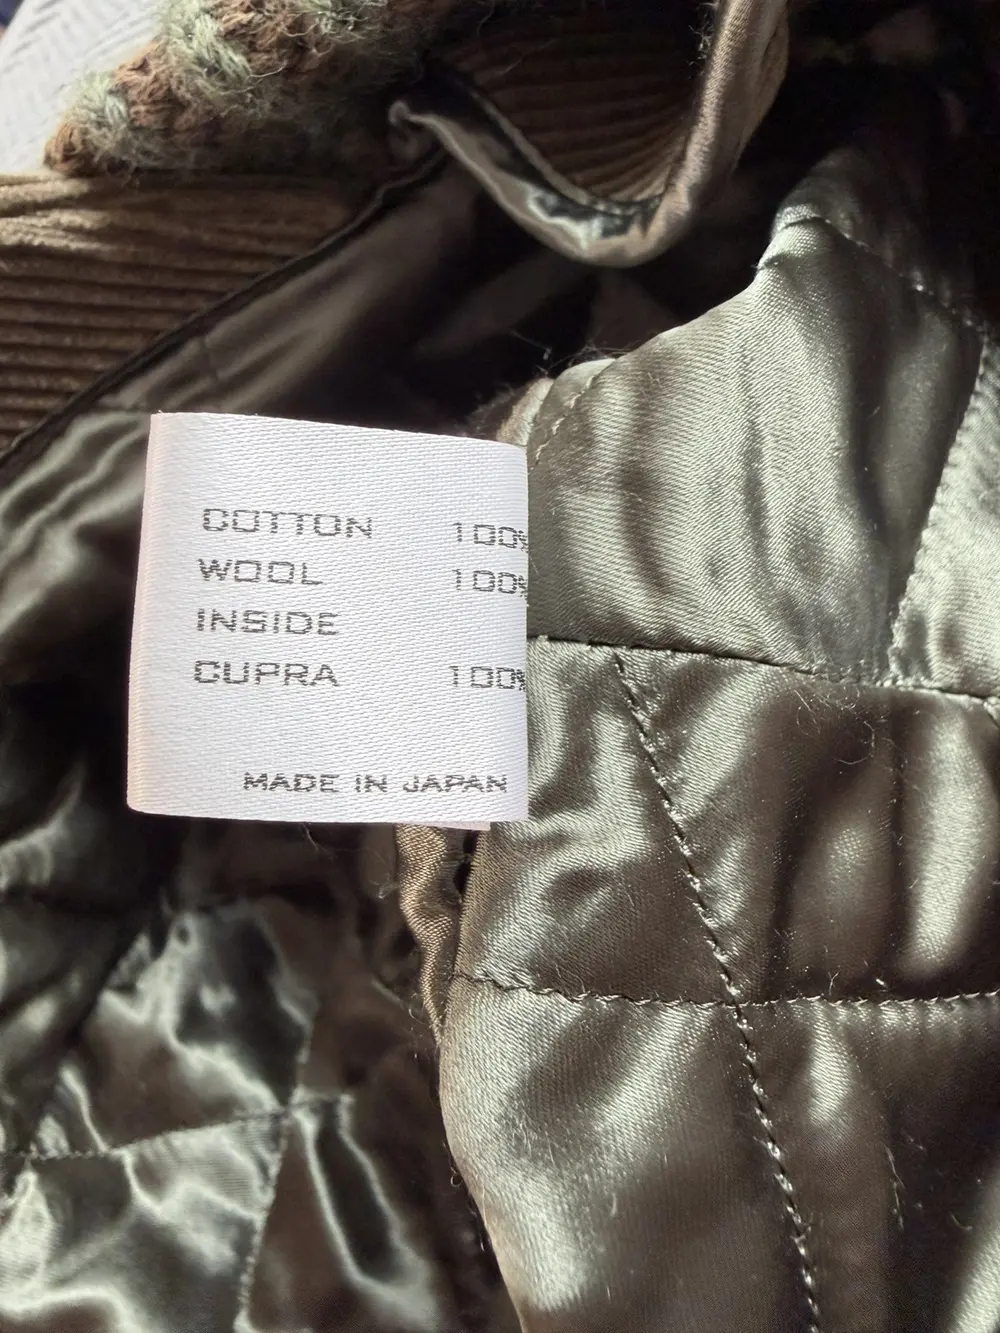 COTTON 100%
WOOL 100%
INSIDE
CUPRA 100%
MADE IN JAPAN